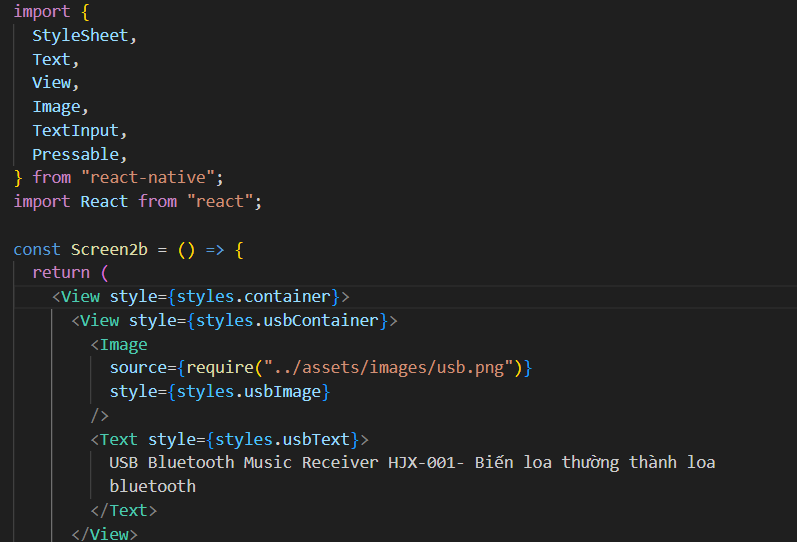 import {
  StyleSheet,
  Text,
  View,
  Image,
  TextInput,
  Pressable,
} from "react-native";
import React from "react";

const Screen2b = () => {
  return (
    <View style={styles.container}>
      <View style={styles.usbContainer}>
        <Image
          source={require("../assets/images/usb.png")}
          style={styles.usbImage}
        />
        <Text style={styles.usbText}>
          USB Bluetooth Music Receiver HJX-001- Biến loa thường thành loa
          bluetooth
        </Text>
      </View>